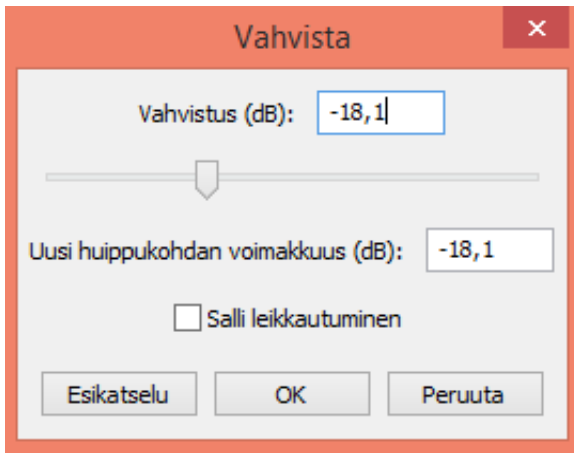 Vahvista
Vahvistus (dB): -18,1
Uusi huippukohdan voimakkuus (dB): -18,1
Salli leikkautuminen
Esikatselu OK Peruuta